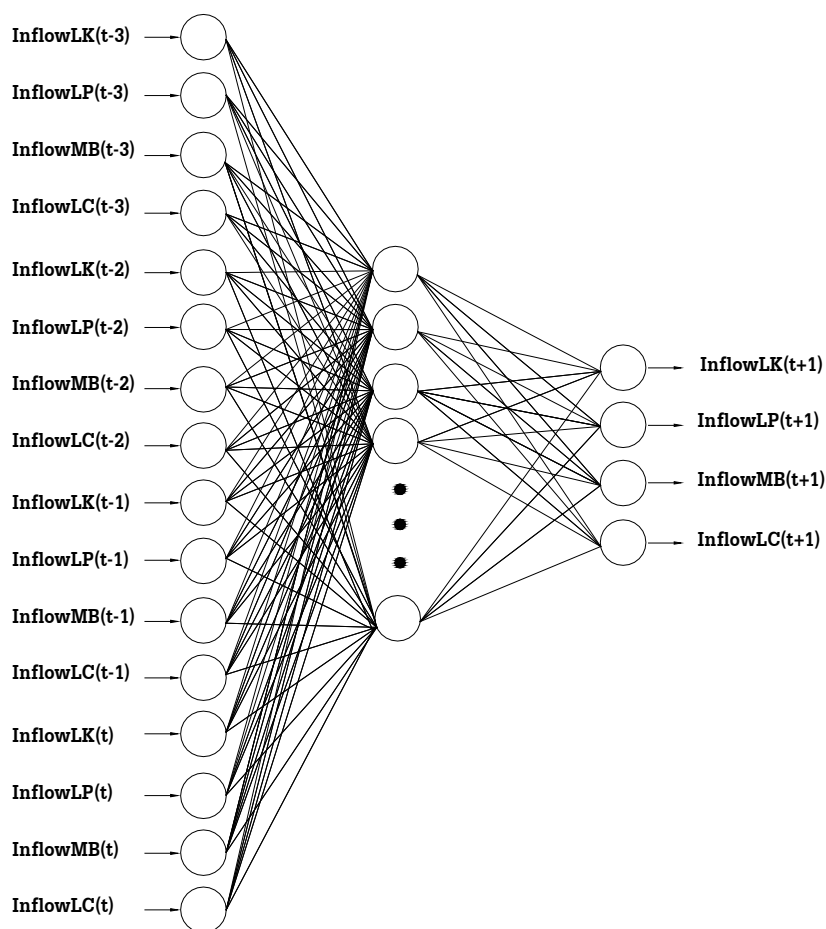 InflowLK(t-3)
InflowLP(t-3)
InflowMB(t-3)
InflowLC(t-3)
InflowLK(t-2)
InflowLP(t-2)
InflowMB(t-2)
InflowLC(t-2)
InflowLK(t-1)
InflowLP(t-1)
InflowMB(t-1)
InflowLC(t-1)
InflowLK(t)
InflowLP(t)
InflowMB(t)
InflowLC(t)
InflowLK(t+1)
InflowLP(t+1)
InflowMB(t+1)
InflowLC(t+1)